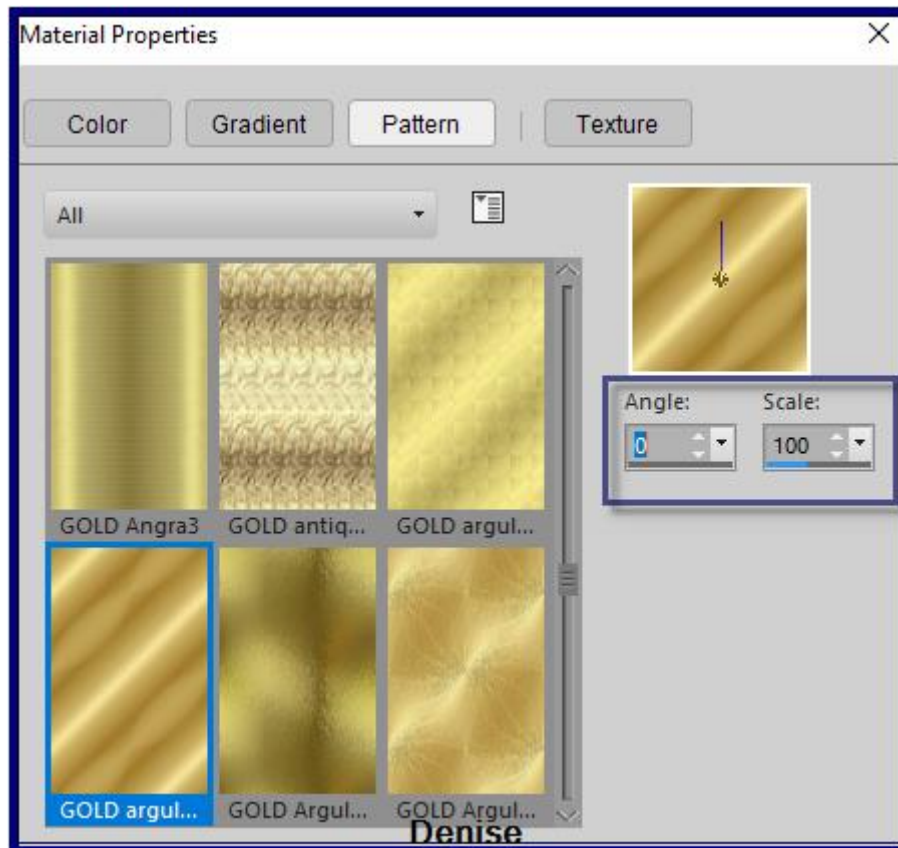 Material Properties
Color Gradient Pattern Texture
All
Angle: Scale:
0 100
GOLD Angra3 GOLD antiq... GOLD argul...
GOLD argul... GOLD Argul... GOLD Argul...
Denise